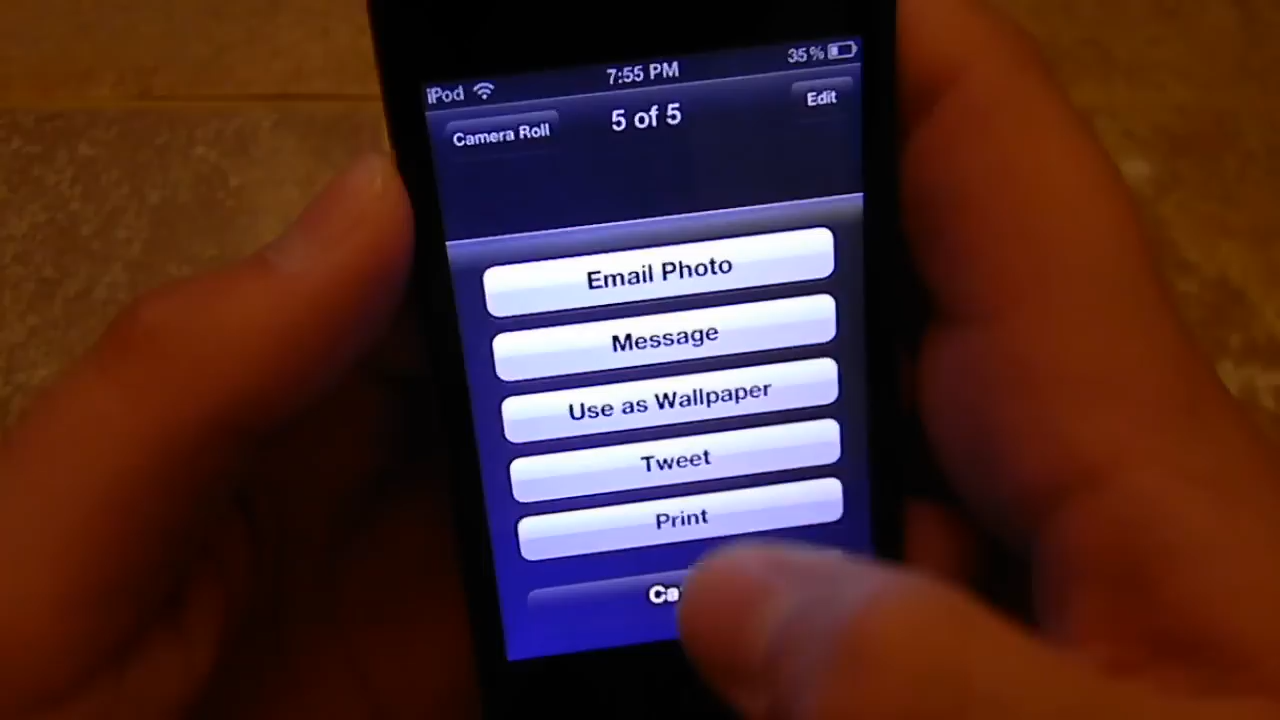 iPod 7:55 PM 35%
Camera Roll 5 of 5 Edit
Email Photo
Message
Use as Wallpaper
Tweet
Print
Ca